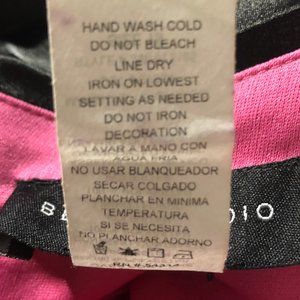 HAND WASH COLD
DO NOT BLEACH
LINE DRY
IRON ON LOWEST
SETTING AS NEEDED
DO NOT IRON
DECORATION
LAVAR A MANO CON
AGUA FRIA
NO USAR BLANQUEADOR
SECAR COLGADO
PLANCHAR EN MINIMA
TEMPERATURA
SI SE NECESITA
NO PLANCHAR ADORNO